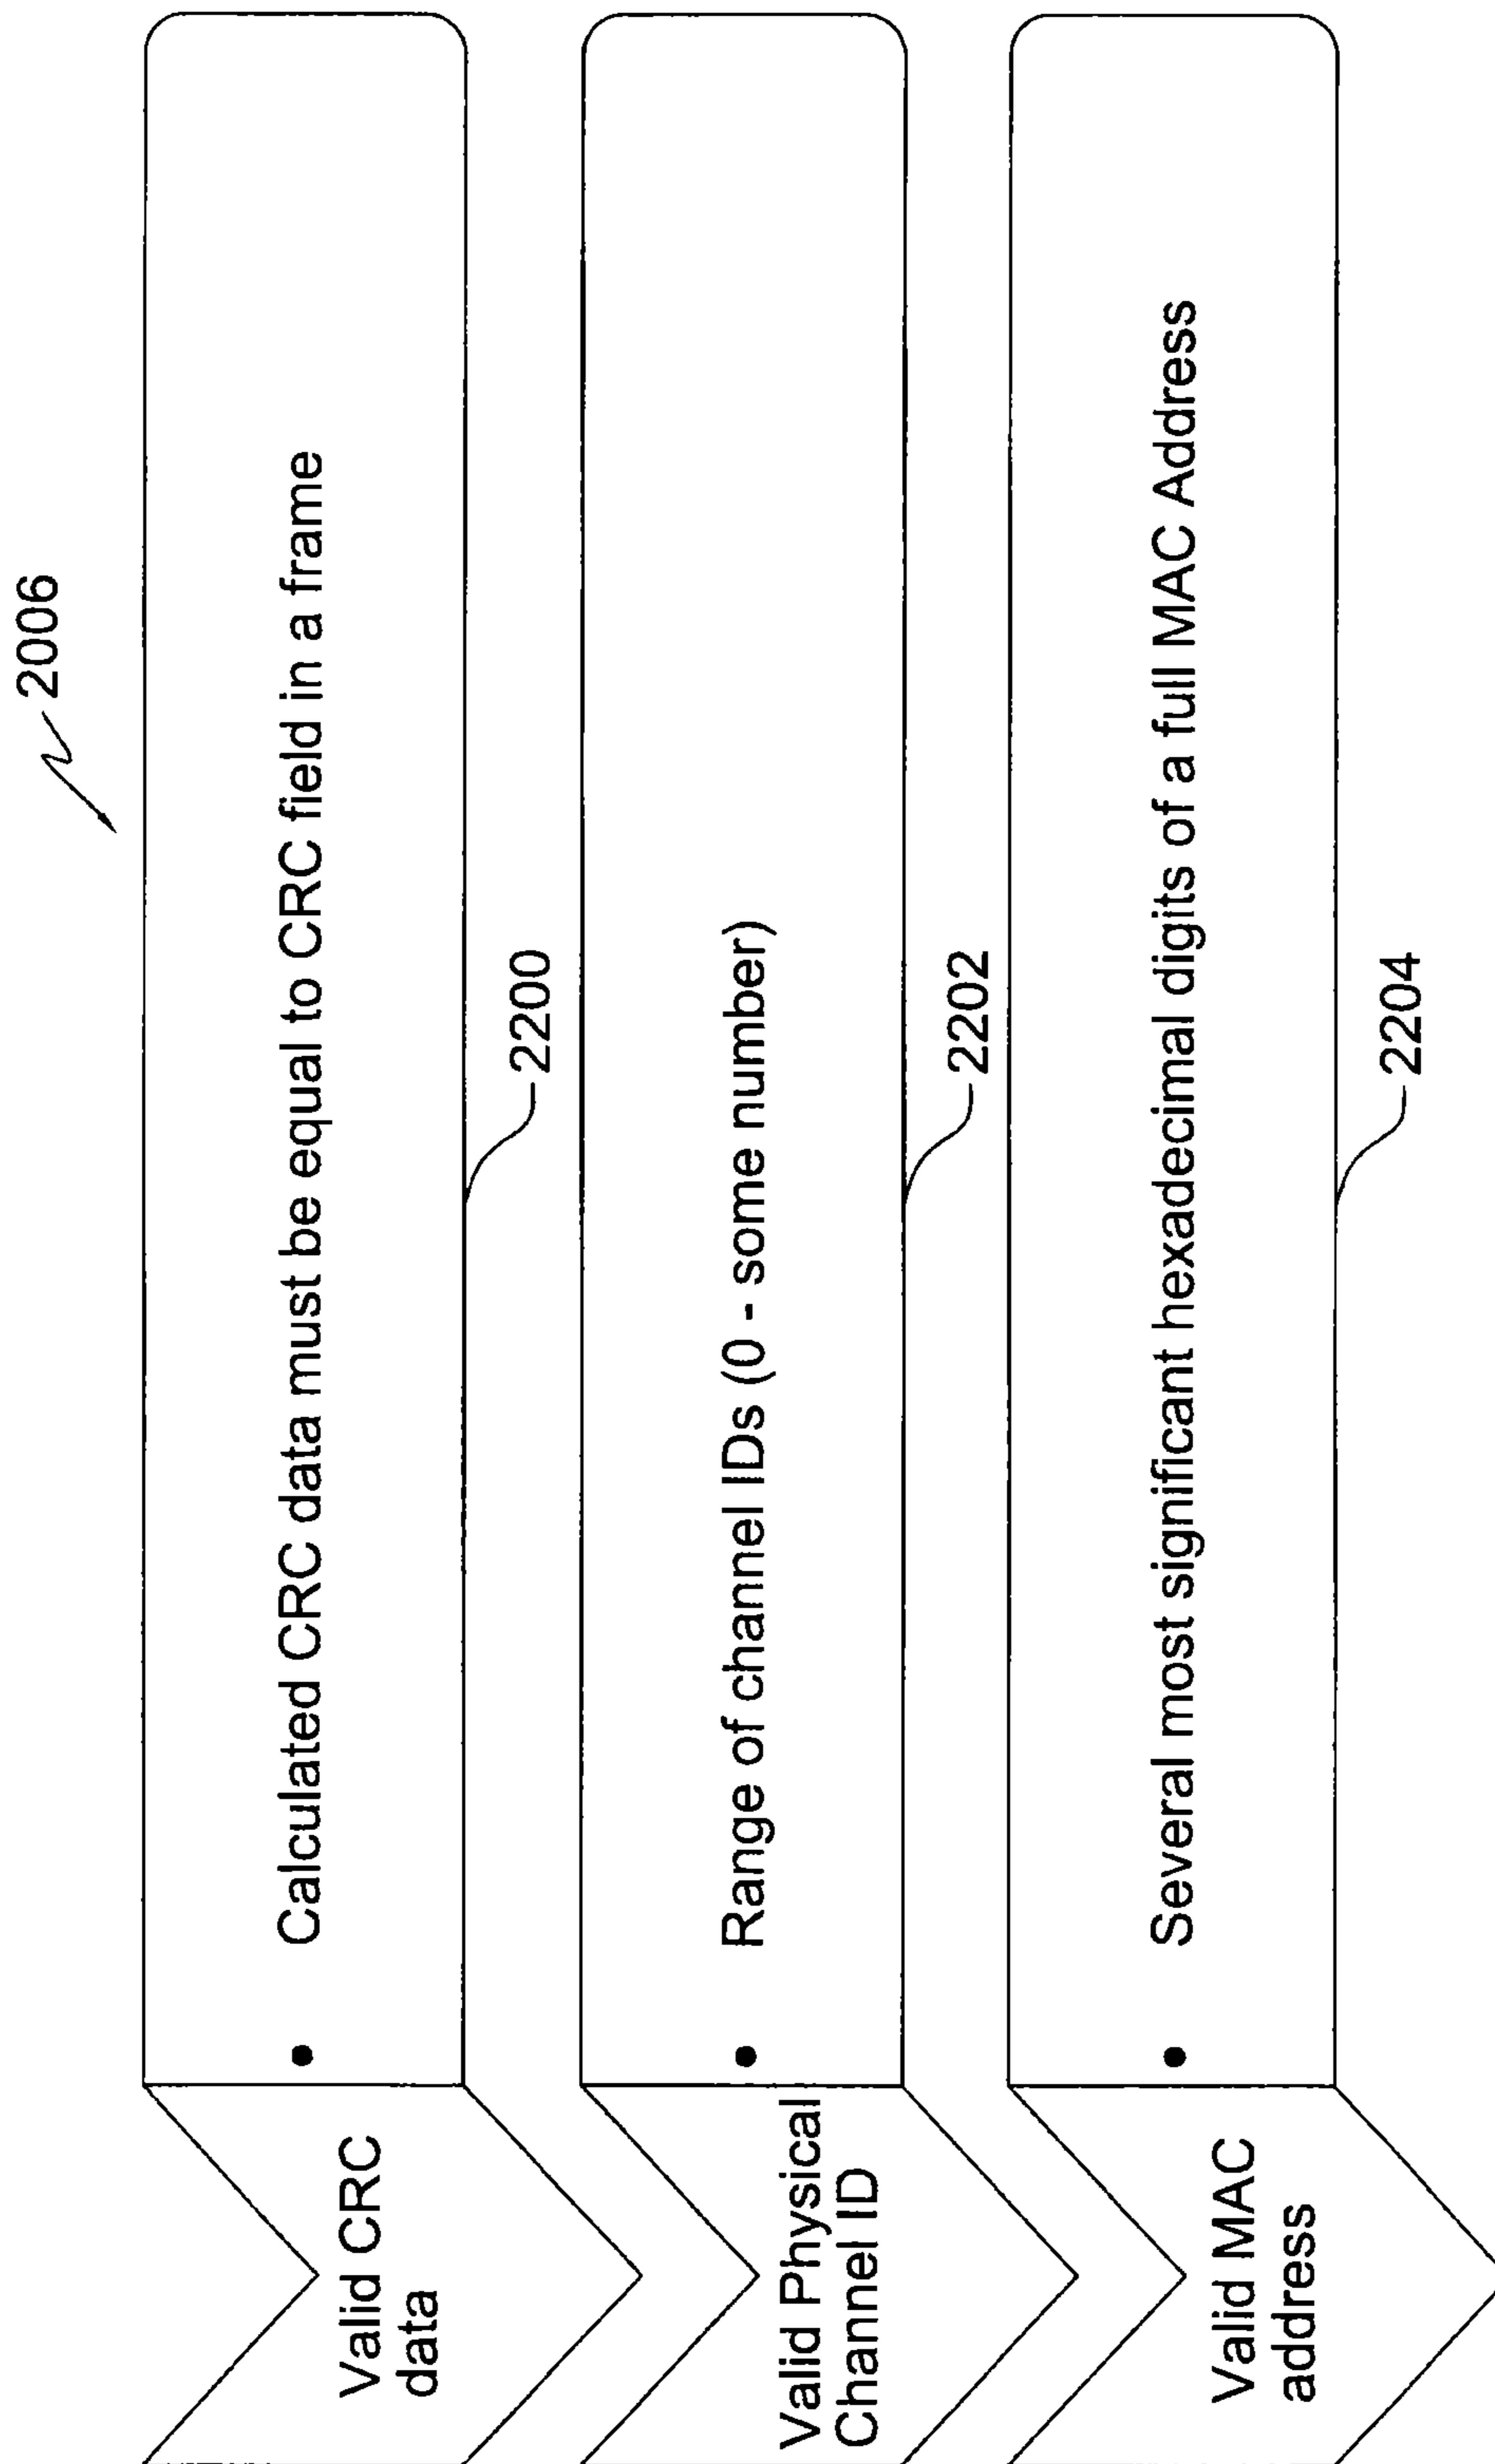 2006
Valid CRC
data
• Calculated CRC data must be equal to CRC field in a frame
2200
Valid Physical
Channel ID
• Range of channel IDs (0 - some number)
2202
Valid MAC
address
• Several most significant hexadecimal digits of a full MAC Address
2204